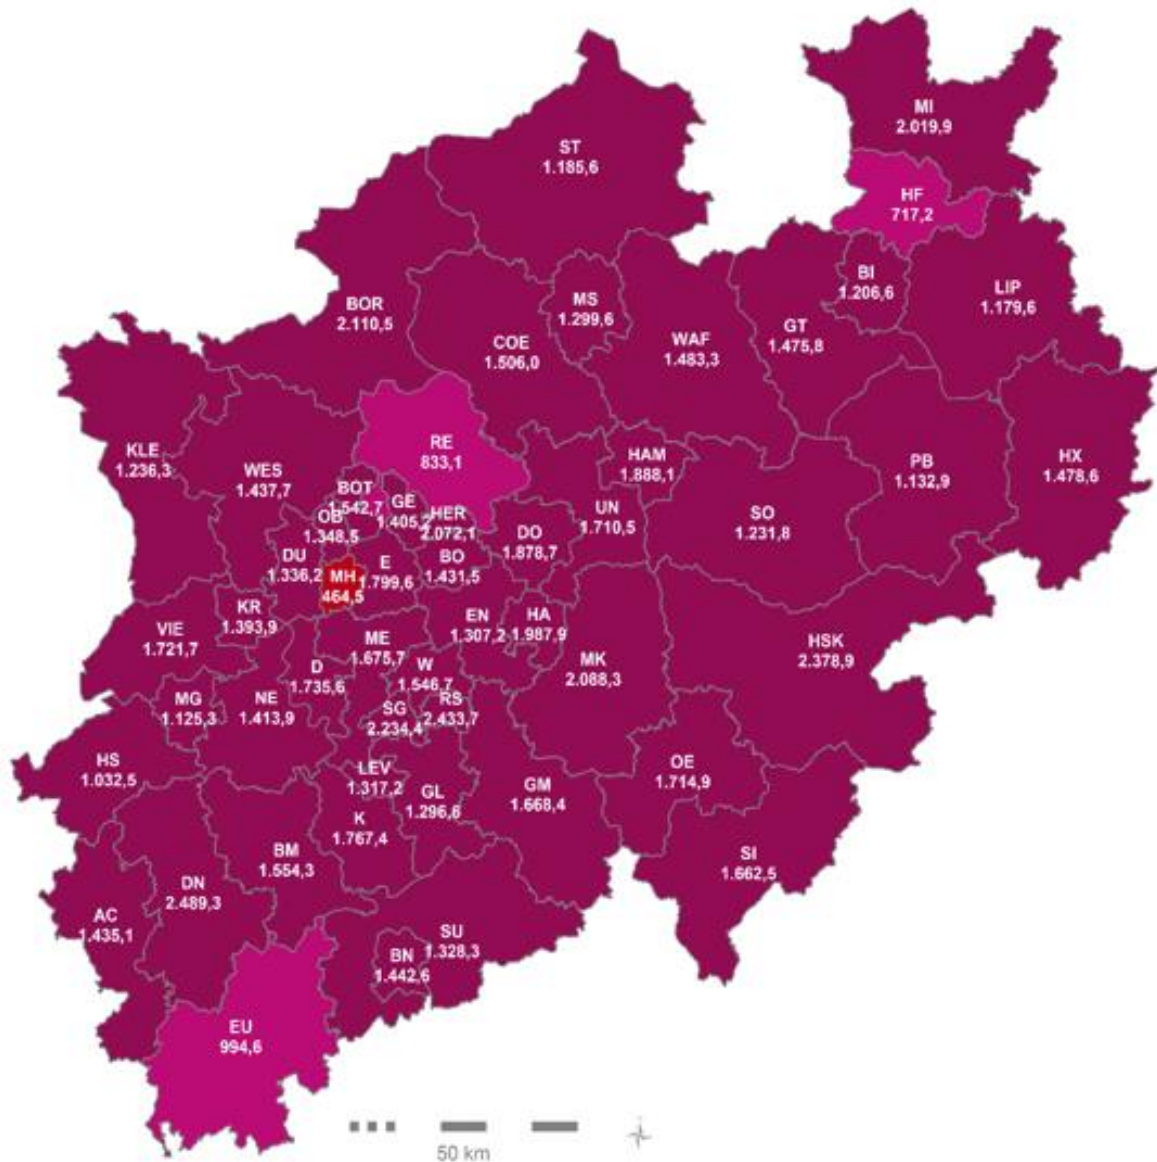 MI
2.019,9
ST
1.185,6
HF
717,2
BI
1.206,6
LIP
1.179,6
MS
1.299,6
BOR
2.110,5
GT
1.475,8
COE
1.506,0
WAF
1.483,3
RE
833,1
KLE
1.236,3
HAM
1.888,1
PB
1.132,9
HX
1.478,6
WES
1.437,7
BOT
1.542,7
GE
1.405,2
HER
2.072,1
UN
1.710,5
SO
1.231,8
OB
1.348,5
DO
1.878,7
DU
1.336,2
E
1.799,6
BO
1.431,5
MH
464,5
KR
1.393,9
EN
1.307,2
HA
1.987,9
VIE
1.721,7
ME
1.675,7
HSK
2.378,9
MK
2.088,3
D
1.735,6
W
1.546,7
MG
1.125,3
NE
1.413,9
SG
2.234,4
RS
2.433,7
HS
1.032,5
LEV
1.317,2
OE
1.714,9
GL
1.296,8
GM
1.668,4
K
1.767,4
BM
1.554,3
SI
1.662,5
DN
2.489,3
AC
1.435,1
SU
1.328,3
BN
1.442,6
EU
994,6
50 km